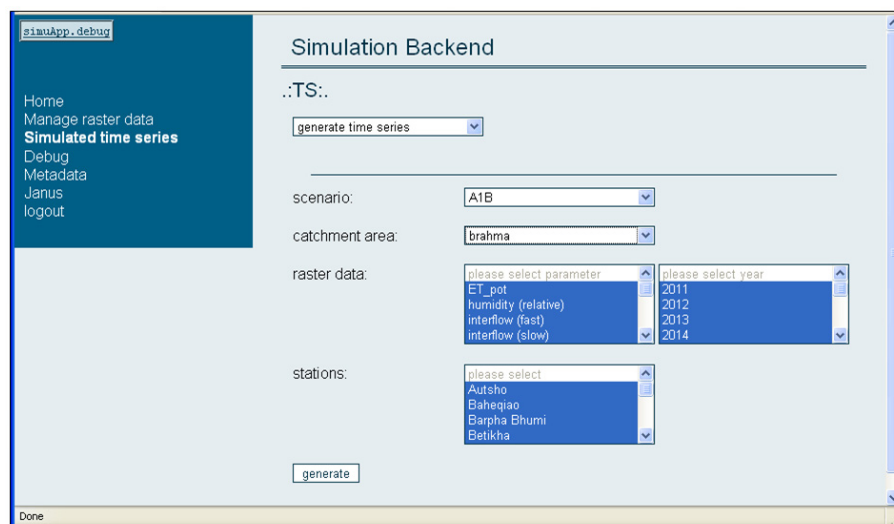 simuApp.debug
Home
Manage raster data
Simulated time series
Debug
Metadata
Janus
logout
Simulation Backend
.:TS:.
generate time series
scenario: A1B
catchment area: brahma
raster data: please select parameter please select year
ET_pot 2011
humidity (relative) 2012
interflow (fast) 2013
interflow (slow) 2014
stations: please select
Autsho
Baheqiao
Barpha Bhumi
Betikha
generate
Done